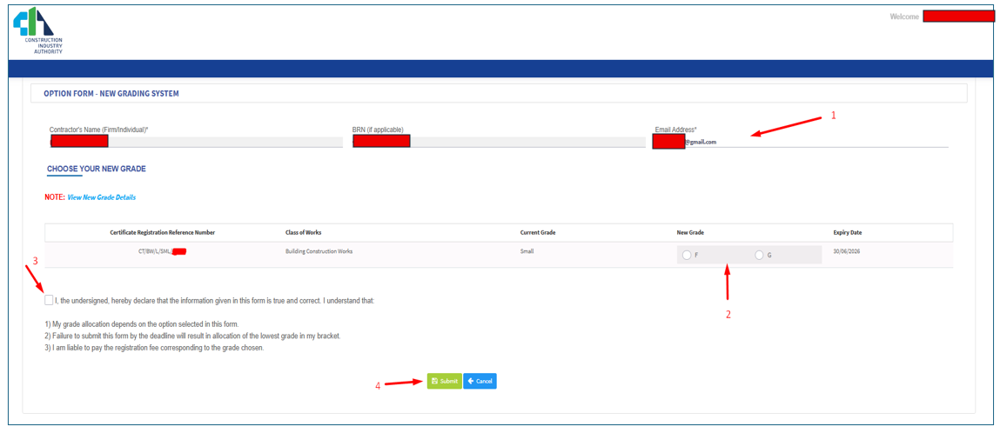 Welcome
CONSTRUCTION
INDUSTRY
AUTHORITY
OPTION FORM - NEW GRADING SYSTEM
1
Contractor's Name (Firm/Individual)* BRN (if applicable) Email Address*
@gmail.com
CHOOSE YOUR NEW GRADE
NOTE: View New Grade Details
Certificate Registration Reference Number Class of Works Current Grade New Grade Expiry Date
CT/BW/L/SML/ Building Construction Works Small F G 30/06/2026
3
2
I, the undersigned, hereby declare that the information given in this form is true and correct. I understand that:
1) My grade allocation depends on the option selected in this form.
2) Failure to submit this form by the deadline will result in allocation of the lowest grade in my bracket.
3) I am liable to pay the registration fee corresponding to the grade chosen.
4 Submit Cancel